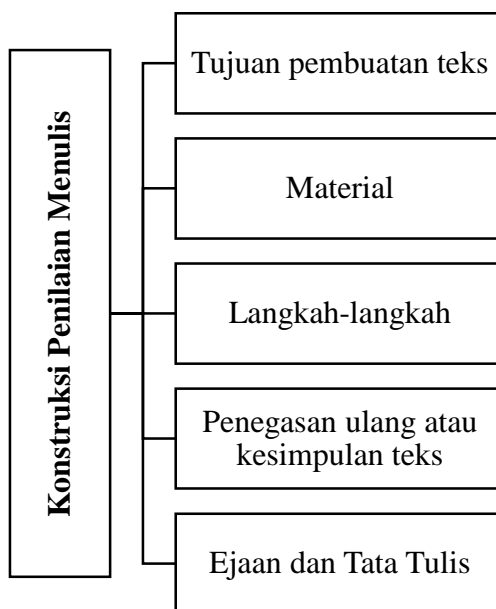 Konstruksi Penilaian Menulis
Tujuan pembuatan teks
Material
Langkah-langkah
Penegasan ulang atau
kesimpulan teks
Ejaan dan Tata Tulis